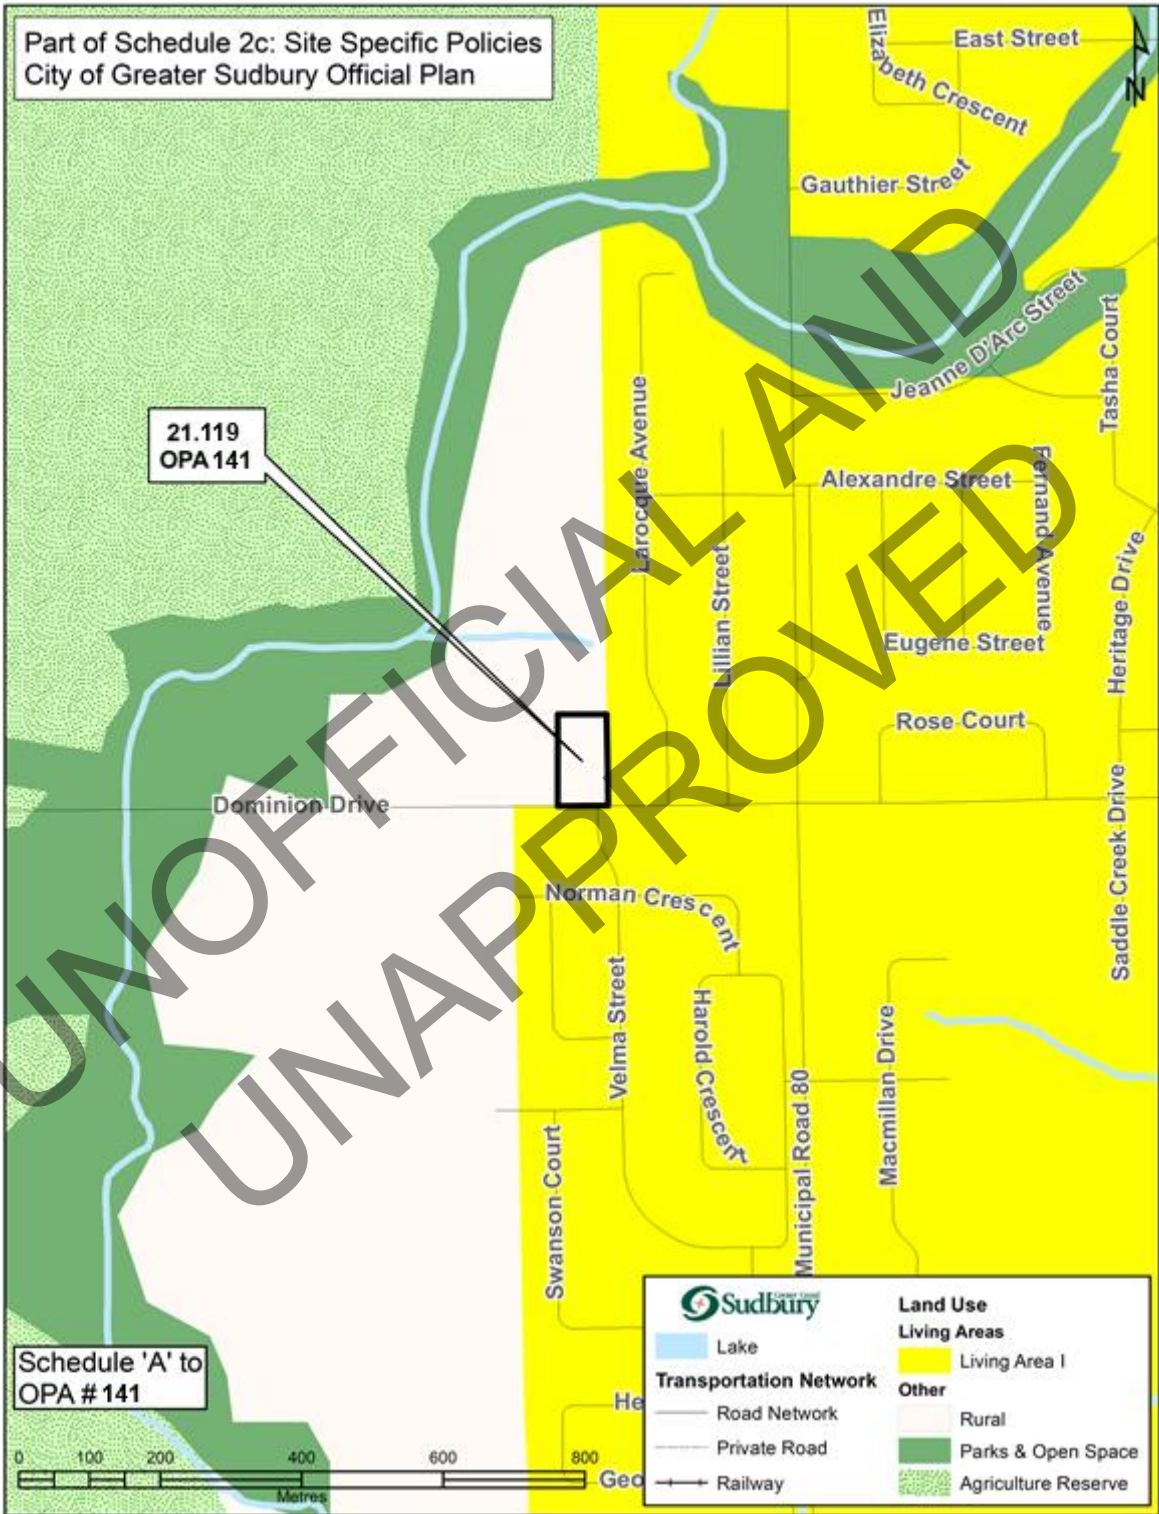 Part of Schedule 2c: Site Specific Policies
City of Greater Sudbury Official Plan
N
East Street
Elizabeth Crescent
Gauthier Street
Jeanne D'Arc Street
Tasha Court
21.119
OPA 141
Larocque Avenue
Alexandre Street
Fernand Avenue
Lillian Street
Eugene Street
Heritage Drive
Rose Court
Dominion Drive
Saddle Creek Drive
Norman Crescent
Velma Street
Harold Crescent
Macmillan Drive
Municipal Road 80
Swanson Court
UNOFFICIAL AND
UNAPPROVED
Schedule 'A' to
OPA # 141
He
Geo
0 100 200 400 600 800
Metres
Sudbury
Lake
Transportation Network
Road Network
Private Road
Railway
Land Use
Living Areas
Living Area I
Other
Rural
Parks & Open Space
Agriculture Reserve